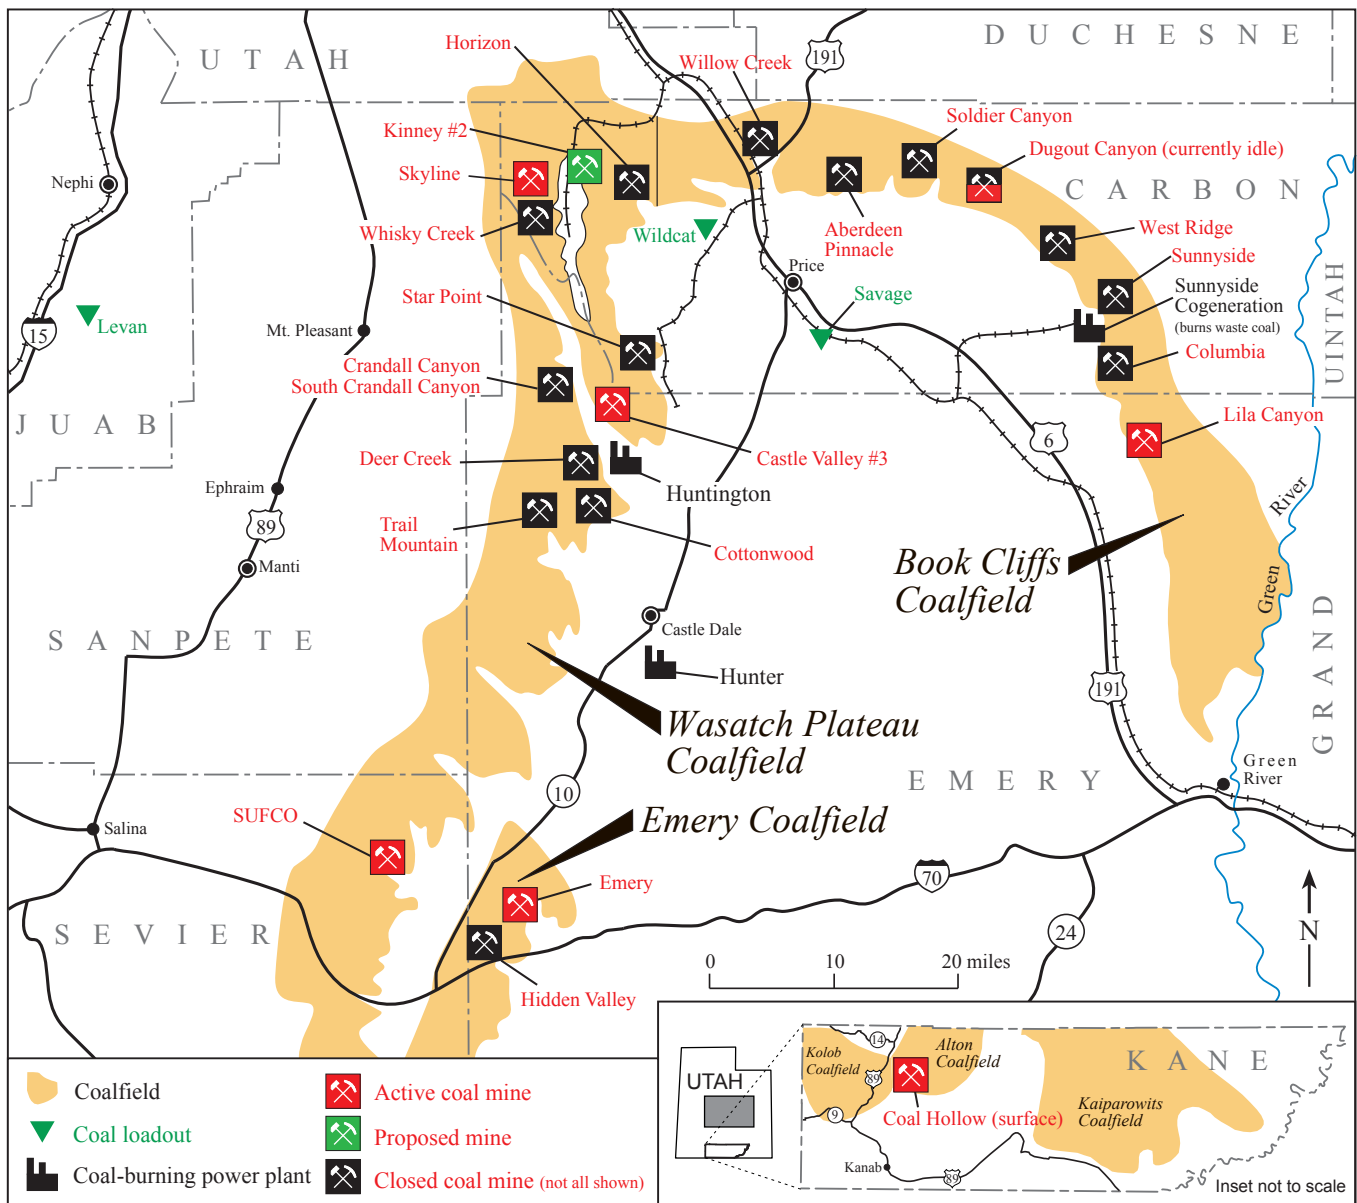 UTAH
DUCHESNE
Horizon
Willow Creek
191
Kinney #2
Soldier Canyon
Skyline
Dugout Canyon (currently idle)
Nephi
CARBON
Whisky Creek
Wildcat
Aberdeen
Pinnacle
West Ridge
Sunnyside
Price
Star Point
Savage
Sunnyside
Cogeneration
(burns waste coal)
UINTAH
15
Levan
Mt. Pleasant
Crandall Canyon
South Crandall Canyon
Columbia
JUAB
Lila Canyon
6
Deer Creek
Castle Valley #3
Huntington
Ephraim
89
Trail
Mountain
Cottonwood
Green River
Manti
Book Cliffs
Coalfield
SANPETE
Castle Dale
Hunter
GRAND
191
Wasatch Plateau
Coalfield
EMERY
Green
River
10
SUFCO
Salina
Emery Coalfield
70
Emery
SEVIER
24
N
0 10 20 miles
Hidden Valley
Coalfield
Coal loadout
Coal-burning power plant
Active coal mine
Proposed mine
Closed coal mine (not all shown)
UTAH
Kolob
Coalfield
14
Alton
Coalfield
KANE
89
9
Coal Hollow (surface)
Kaiparowits
Coalfield
Kanab
89
Inset not to scale